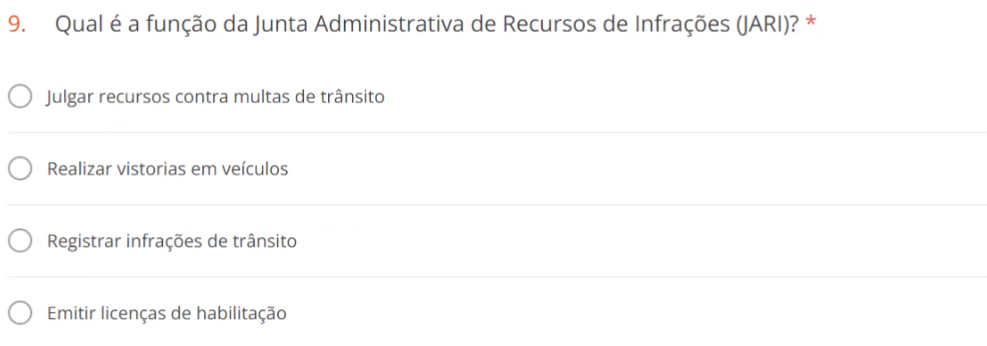 9. Qual é a função da Junta Administrativa de Recursos de Infrações (JARI)? *
Julgar recursos contra multas de trânsito
Realizar vistorias em veículos
Registrar infrações de trânsito
Emitir licenças de habilitação